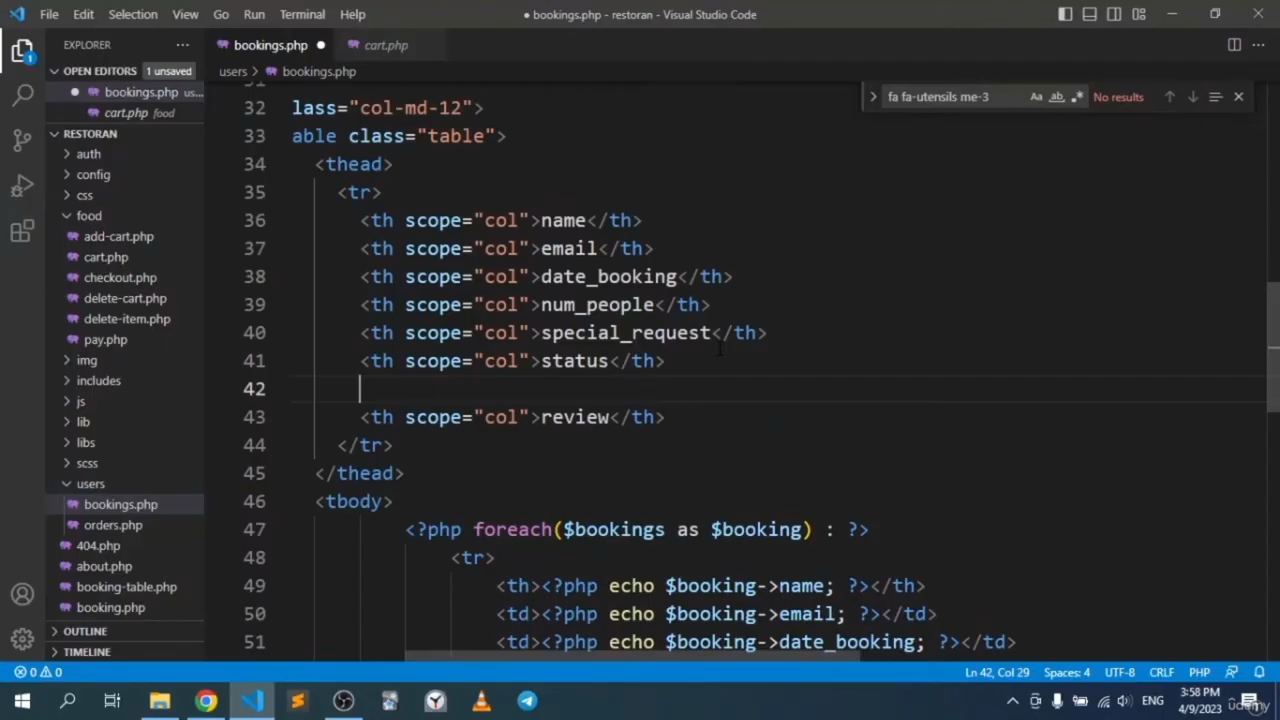 File Edit Selection View Go Run Terminal Help
bookings.php - restoran - Visual Studio Code
EXPLORER
OPEN EDITORS 1 unsaved
bookings.php us...
cart.php food
RESTORAN
auth
config
css
food
add-cart.php
cart.php
checkout.php
delete-cart.php
delete-item.php
pay.php
img
includes
js
lib
libs
scss
users
bookings.php
orders.php
404.php
about.php
booking-table.php
booking.php
OUTLINE
TIMELINE
bookings.php cart.php
users > bookings.php
fa fa-utensils me-3 Aa ab No results
32 lass="col-md-12">
33 able class="table">
34 <thead>
35 <tr>
36 <th scope="col">name</th>
37 <th scope="col">email</th>
38 <th scope="col">date_booking</th>
39 <th scope="col">num_people</th>
40 <th scope="col">special_request</th>
41 <th scope="col">status</th>
42
43 <th scope="col">review</th>
44 </tr>
45 </thead>
46 <tbody>
47 <?php foreach($bookings as $booking) : ?>
48 <tr>
49 <th><?php echo $booking->name; ?></th>
50 <td><?php echo $booking->email; ?></td>
51 <td><?php echo $booking->date_booking; ?></td>
0 0
Ln 42, Col 29 Spaces: 4 UTF-8 CRLF PHP
ENG
3:58 PM
4/9/2023
udemy